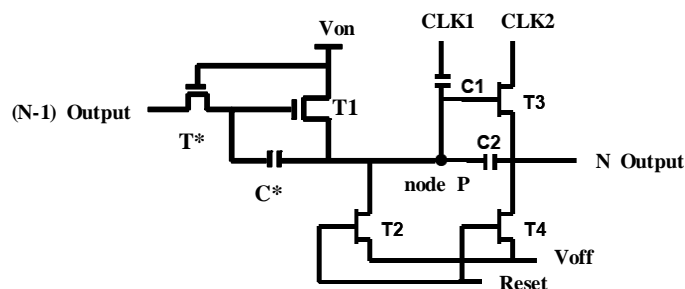 CLK1 CLK2
Von
C1
(N-1) Output
T1
T3
T*
C2
N Output
C*
node P
T2
T4
Voff
Reset